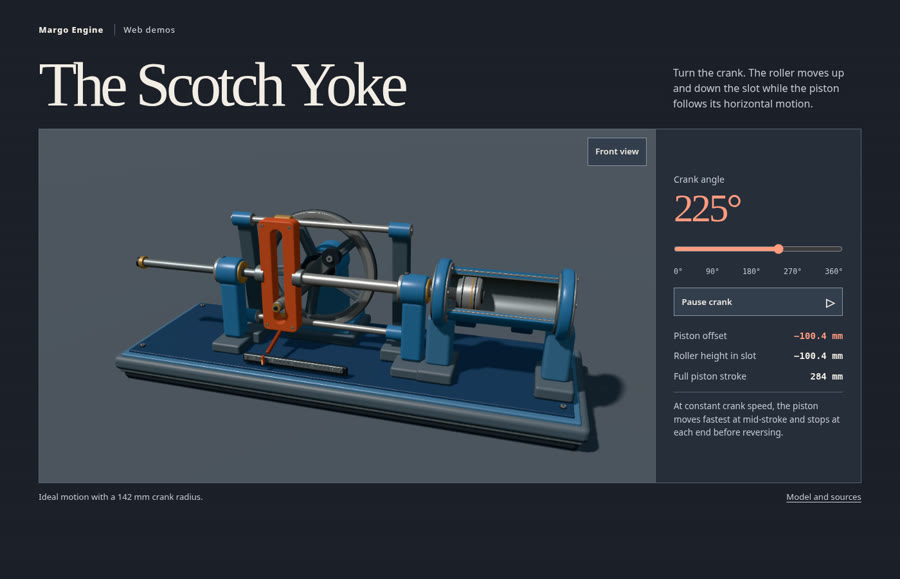 Margo Engine
Web demos
The Scotch Yoke
Turn the crank. The roller moves up
and down the slot while the piston
follows its horizontal motion.
Front view
Crank angle
225°
0° 90° 180° 270° 360°
Pause crank
Piston offset −100.4 mm
Roller height in slot −100.4 mm
Full piston stroke 284 mm
At constant crank speed, the piston
moves fastest at mid-stroke and stops at
each end before reversing.
Ideal motion with a 142 mm crank radius.
Model and sources